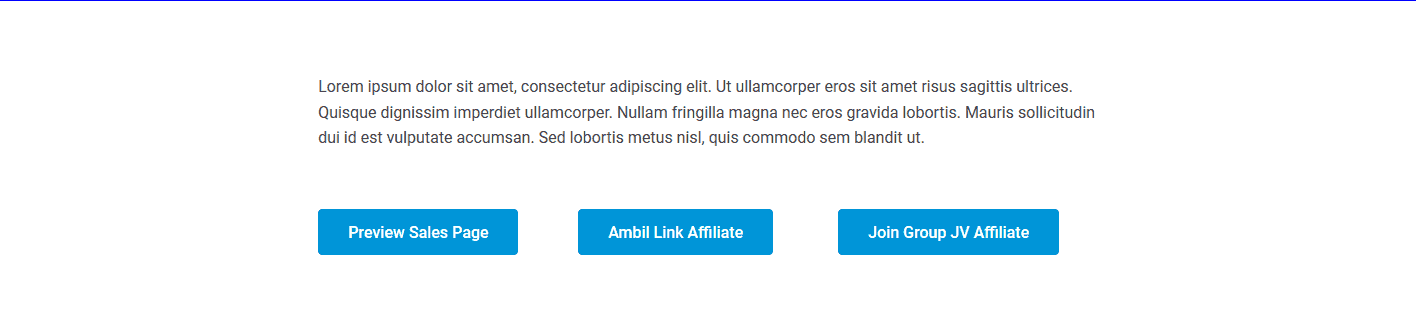 Lorem ipsum dolor sit amet, consectetur adipiscing elit. Ut ullamcorper eros sit amet risus sagittis ultrices.
Quisque dignissim imperdiet ullamcorper. Nullam fringilla magna nec eros gravida lobortis. Mauris sollicitudin
dui id est vulputate accumsan. Sed lobortis metus nisl, quis commodo sem blandit ut.
Preview Sales Page
Ambil Link Affiliate
Join Group JV Affiliate